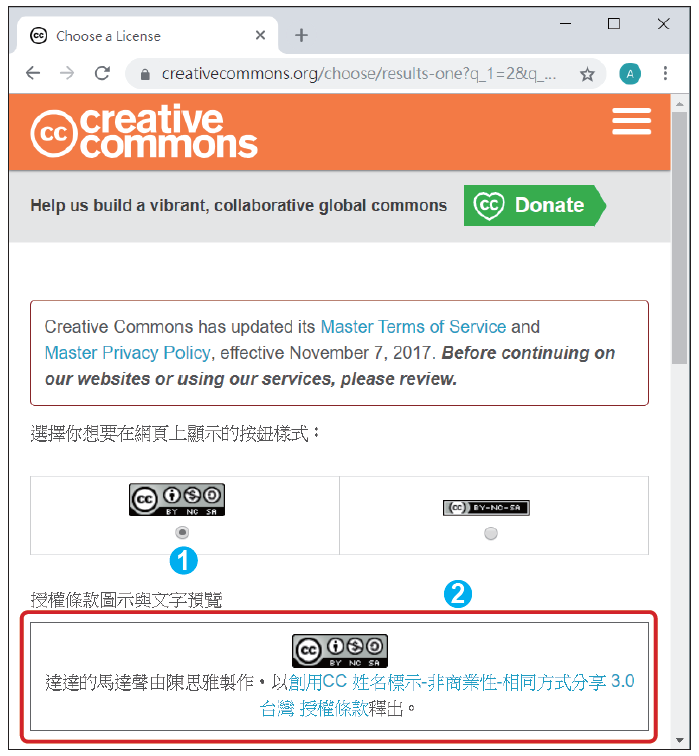 Choose a License
creativecommons.org/choose/results-one?q_1=2&q_...
A
cc creative
commons
Help us build a vibrant, collaborative global commons
cc Donate
Creative Commons has updated its Master Terms of Service and
Master Privacy Policy, effective November 7, 2017. Before continuing on
our websites or using our services, please review.
選擇你想要在網頁上顯示的按鈕樣式：
cc BY NC SA
(cc) BY-NC-SA
1
2
授權條款圖示與文字預覽
cc BY NC SA
達達的馬達聲由陳思雅製作，以創用CC 姓名標示-非商業性-相同方式分享 3.0
台灣 授權條款釋出。